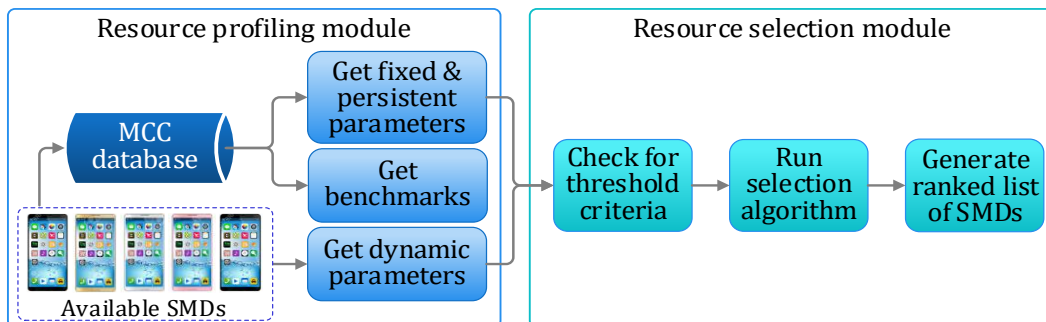 Resource profiling module
Resource selection module
Get fixed &
persistent
parameters
MCC
database
Get
benchmarks
Get dynamic
parameters
Available SMDs
Check for
threshold
criteria
Run
selection
algorithm
Generate
ranked list
of SMDs